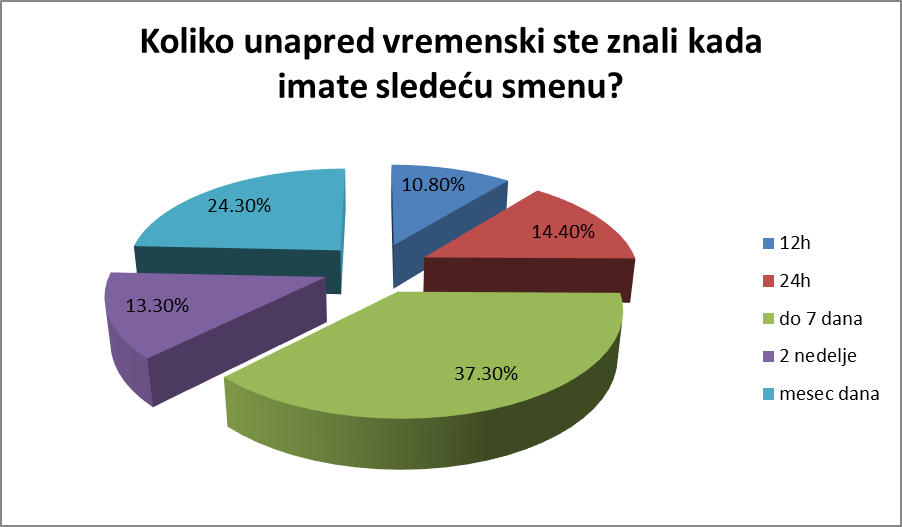 Koliko unapred vremenski ste znali kada
imate sledeću smenu?
10.80%
14.40%
37.30%
13.30%
24.30%
12h
24h
do 7 dana
2 nedelje
mesec dana